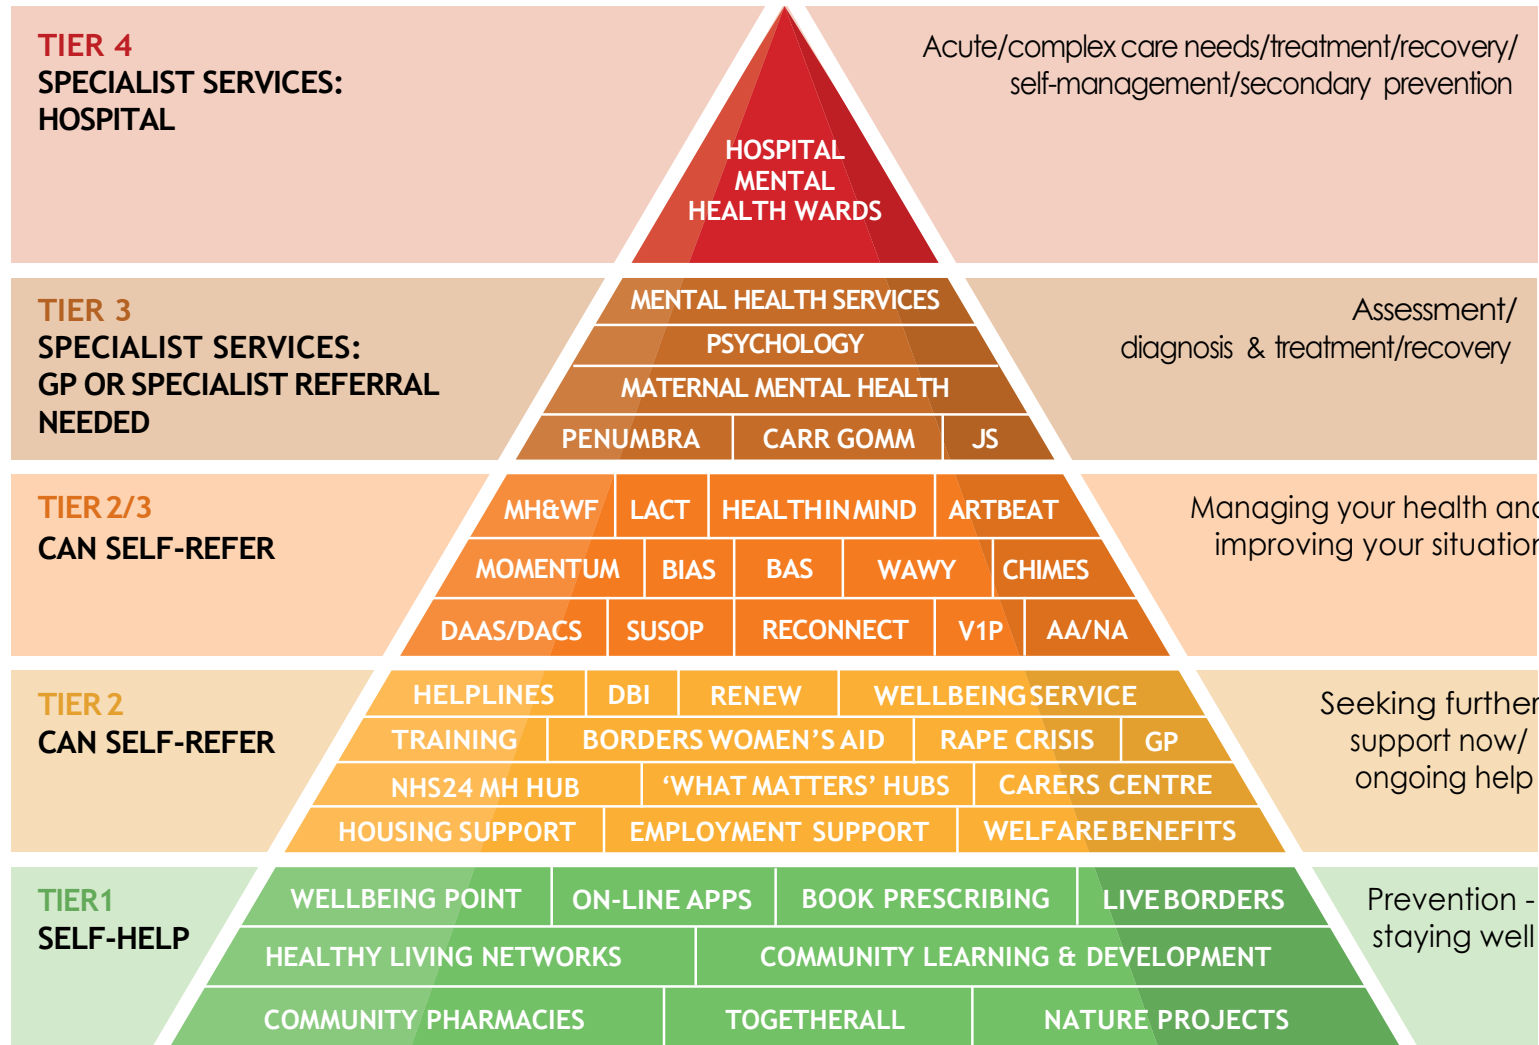 TIER 4
SPECIALIST SERVICES:
HOSPITAL
HOSPITAL
MENTAL
HEALTH WARDS
Acute/complex care needs/treatment/recovery/
self-management/secondary prevention
TIER 3
SPECIALIST SERVICES:
GP OR SPECIALIST REFERRAL
NEEDED
MENTAL HEALTH SERVICES
PSYCHOLOGY
MATERNAL MENTAL HEALTH
PENUMBRA CARR GOMM JS
Assessment/
diagnosis & treatment/recovery
TIER 2/3
CAN SELF-REFER
MH&WF LACT HEALTH IN MIND ARTBEAT
MOMENTUM BIAS BAS WAWY CHIMES
DAAS/DACS SUSOP RECONNECT V1P AA/NA
Managing your health and
improving your situation
TIER 2
CAN SELF-REFER
HELPLINES DBI RENEW WELLBEING SERVICE
TRAINING BORDERS WOMEN'S AID RAPE CRISIS GP
NHS24 MH HUB 'WHAT MATTERS' HUBS CARERS CENTRE
HOUSING SUPPORT EMPLOYMENT SUPPORT WELFARE BENEFITS
Seeking further
support now/
ongoing help
TIER 1
SELF-HELP
WELLBEING POINT ON-LINE APPS BOOK PRESCRIBING LIVE BORDERS
HEALTHY LIVING NETWORKS COMMUNITY LEARNING & DEVELOPMENT
COMMUNITY PHARMACIES TOGETHERALL NATURE PROJECTS
Prevention -
staying well